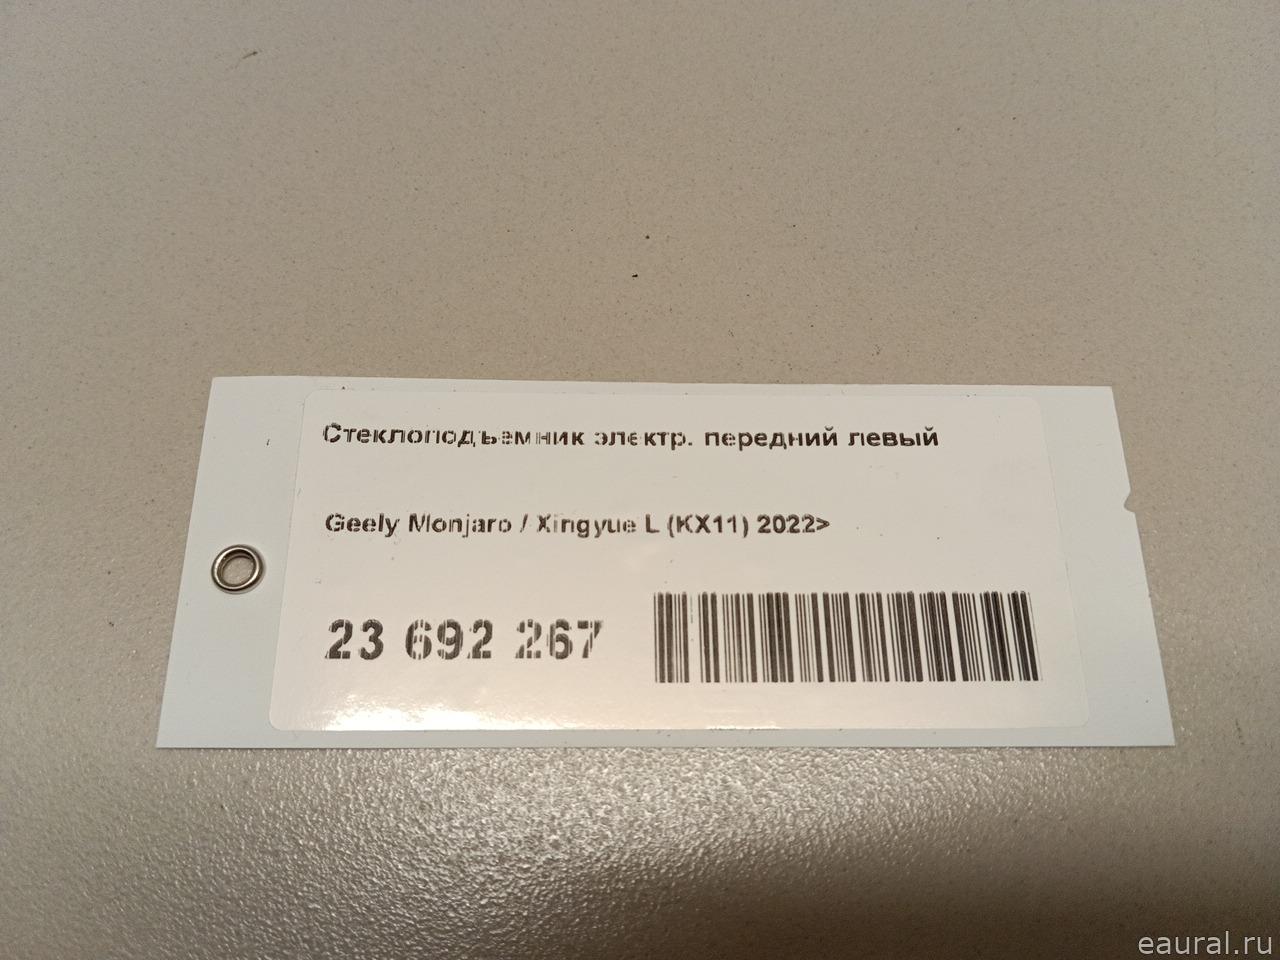 Стеклоподъемник электр. передний левый
Geely Monjaro / Xingyue L (KX11) 2022>
23 692 267
eaural.ru